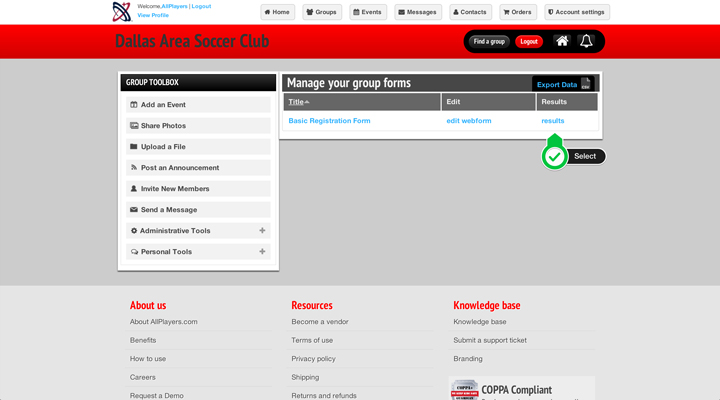 Welcome,AllPlayers | Logout
View Profile
Home
Groups
Events
Messages
Contacts
Orders
Account settings
Dallas Area Soccer Club
Find a group
Logout
GROUP TOOLBOX
Add an Event
Share Photos
Upload a File
Post an Announcement
Invite New Members
Send a Message
Administrative Tools
Personal Tools
Manage your group forms
Export Data
Title
Edit
Results
Basic Registration Form
edit webform
results
Select
About us
About AllPlayers.com
Benefits
How to use
Careers
Request a Demo
Resources
Become a vendor
Terms of use
Privacy policy
Shipping
Returns and refunds
Knowledge base
Knowledge base
Submit a support ticket
Branding
COPPA
COPPA Compliant